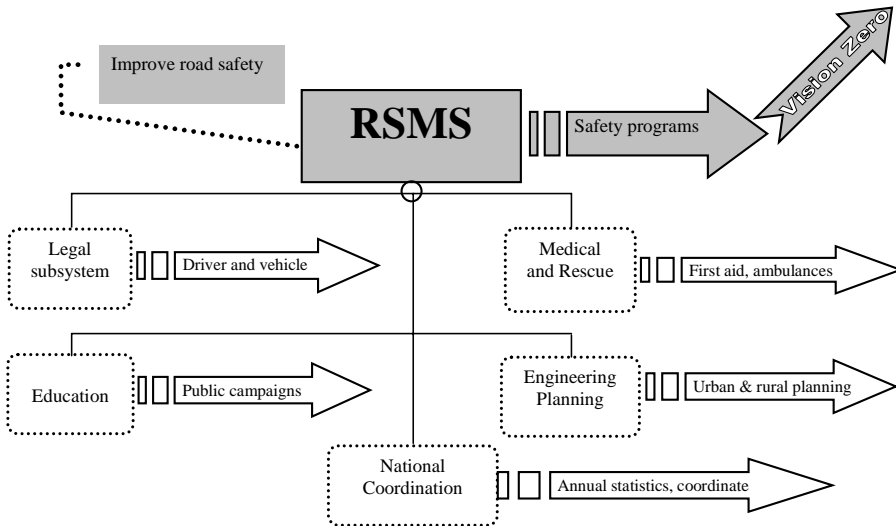 Improve road safety
RSMS
Safety programs
Vision Zero
Legal
subsystem
Driver and vehicle
Medical
and Rescue
First aid, ambulances
Education
Public campaigns
Engineering
Planning
Urban & rural planning
National
Coordination
Annual statistics, coordinate